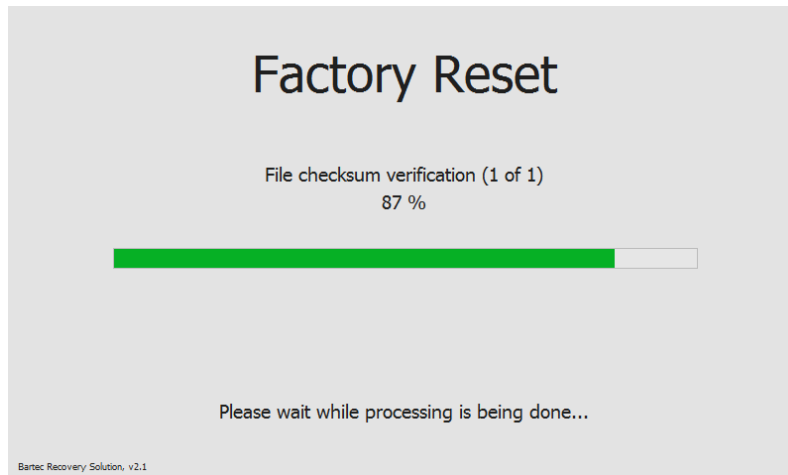 Factory Reset
File checksum verification (1 of 1)
87 %
Please wait while processing is being done...
Bartec Recovery Solution, v2.1